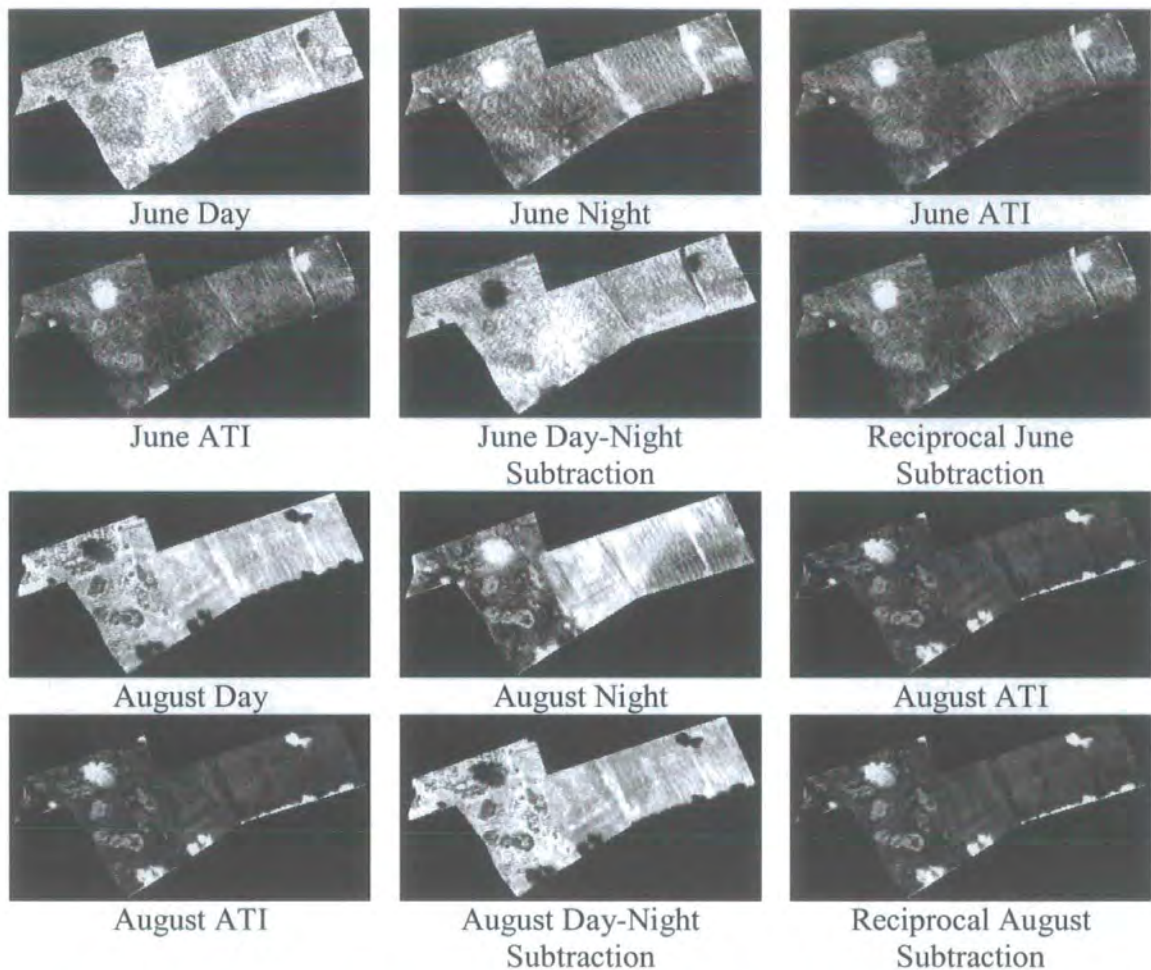 June Day
June Night
June ATI
June ATI
June Day-Night
Subtraction
Reciprocal June
Subtraction
August Day
August Night
August ATI
August ATI
August Day-Night
Subtraction
Reciprocal August
Subtraction